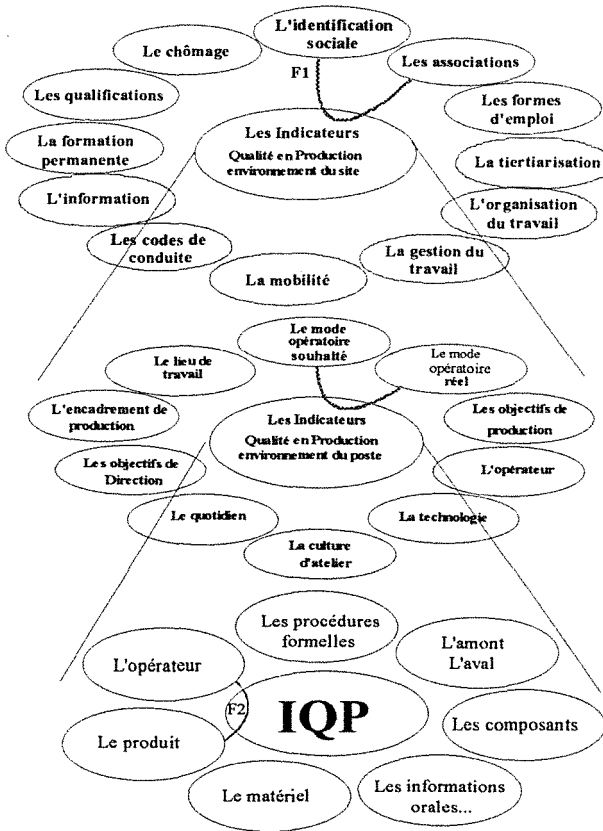 L'identification
sociale
Le chômage
F1
Les associations
Les qualifications
Les formes
d'emploi
Les Indicateurs
Qualité en Production
environnement du site
La formation
permanente
La tiertiarisation
L'information
L'organisation
du travail
Les codes de
conduite
La gestion du
travail
La mobilité
Le mode
opératoire
souhaité
Le lieu de
travail
Le mode
opératoire
réel
L'encadrement de
production
Les Indicateurs
Qualité en Production
environnement du poste
Les objectifs de
production
Les objectifs de
Direction
L'opérateur
Le quotidien
La technologie
La culture
d'atelier
Les procédures
formelles
L'amont
L'aval
L'opérateur
F2
IQP
Les composants
Le produit
Le matériel
Les informations
orales...